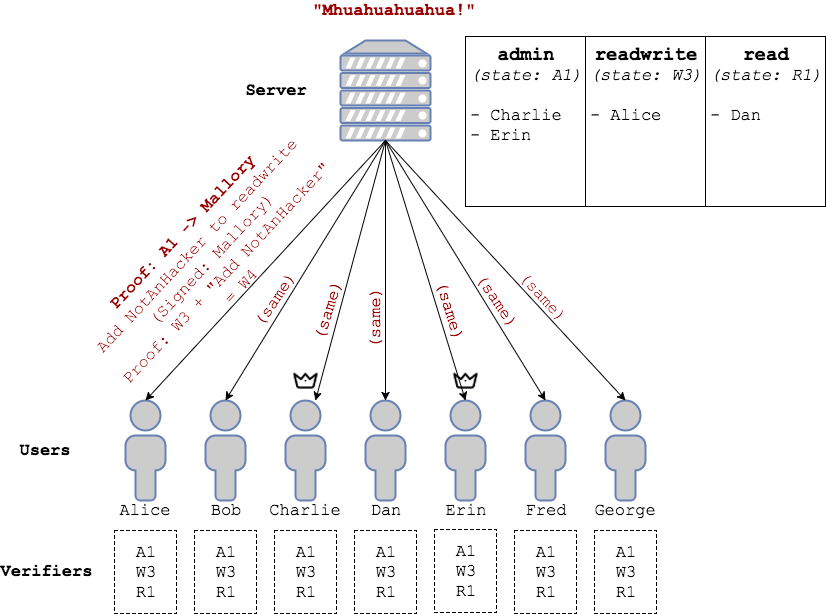 "Mhuahuahuahua!"
Server
admin readwrite read
(state: A1) (state: W3) (state: R1)
- Charlie - Alice - Dan
- Erin
Proof: A1 -> Mallory
Add NotAnHacker to readwrite
(Signed: Mallory)
Proof: W3 + "Add NotAnHacker"
= W4
(same)
(same)
(same)
(same)
(same)
(same)
Users
Alice Bob Charlie Dan Erin Fred George
Verifiers
A1 A1 A1 A1 A1 A1 A1
W3 W3 W3 W3 W3 W3 W3
R1 R1 R1 R1 R1 R1 R1